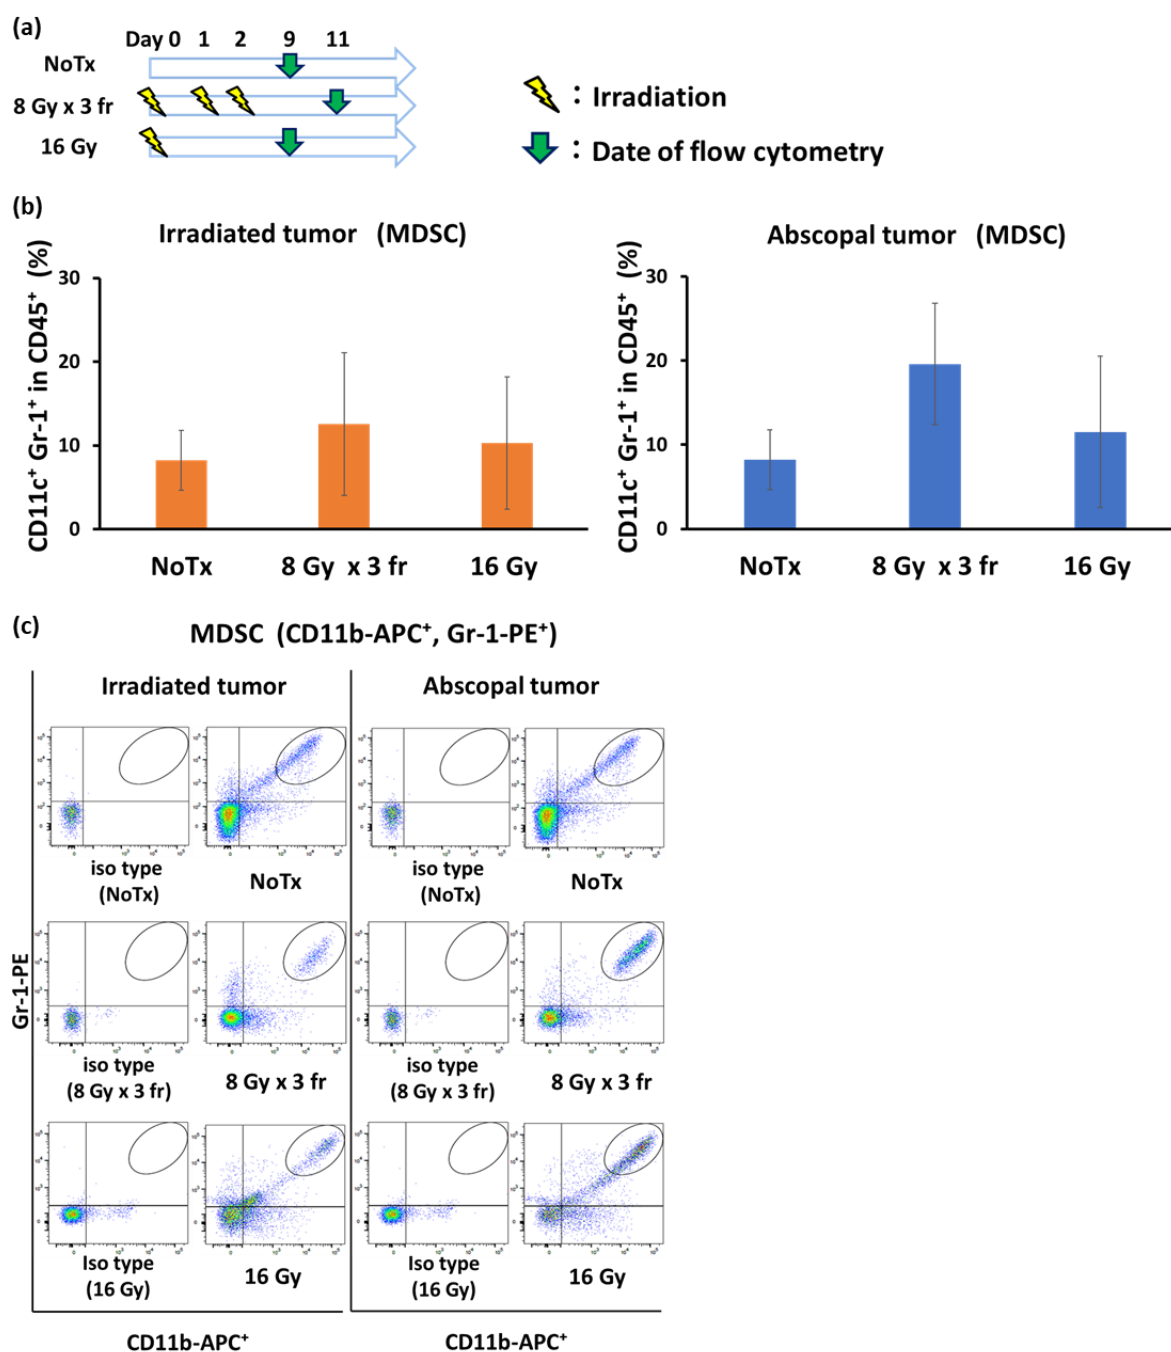 (a)
Day 0 1 2 9 11
NoTx
8 Gy x 3 fr
16 Gy
: Irradiation
: Date of flow cytometry
(b)
Irradiated tumor (MDSC)
CD11c+ Gr-1+ in CD45+ (%)
30
20
10
0
NoTx 8 Gy x 3 fr 16 Gy
Abscopal tumor (MDSC)
CD11c+ Gr-1+ in CD45+ (%)
30
20
10
0
NoTx 8 Gy x 3 fr 16 Gy
(c)
MDSC (CD11b-APC+, Gr-1-PE+)
Irradiated tumor Abscopal tumor
iso type
(NoTx)
NoTx
iso type
(NoTx)
NoTx
Gr-1-PE
iso type
(8 Gy x 3 fr)
8 Gy x 3 fr
iso type
(8 Gy x 3 fr)
8 Gy x 3 fr
Iso type
(16 Gy)
16 Gy
Iso type
(16 Gy)
16 Gy
CD11b-APC+ CD11b-APC+